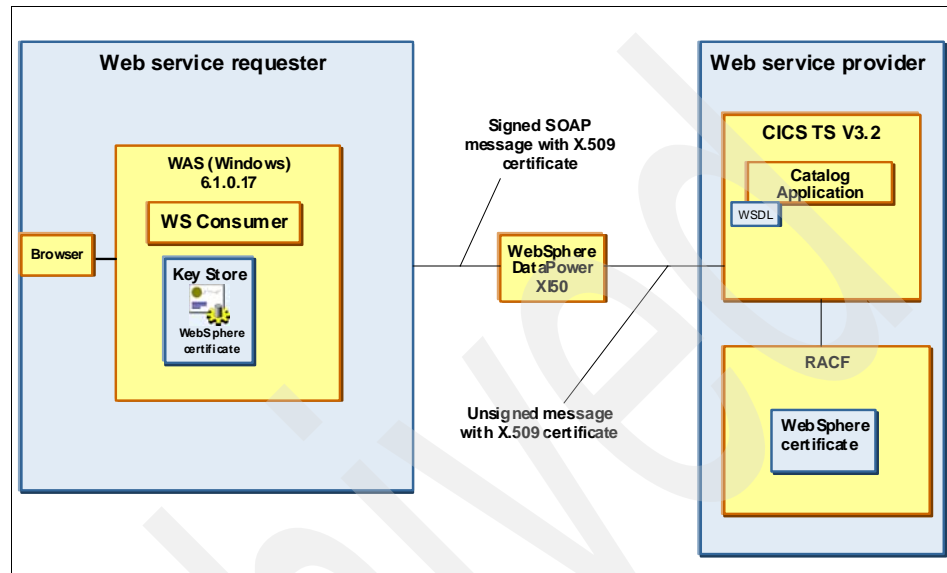 Web service requester
WAS (Windows)
6.1.0.17
WS Consumer
Key Store
WebSphere
certificate
Browser
Signed SOAP
message with X.509
certificate
WebSphere
DataPower
XI50
Unsigned message
with X.509 certificate
Web service provider
CICS TS V3.2
Catalog
Application
WSDL
RACF
WebSphere
certificate